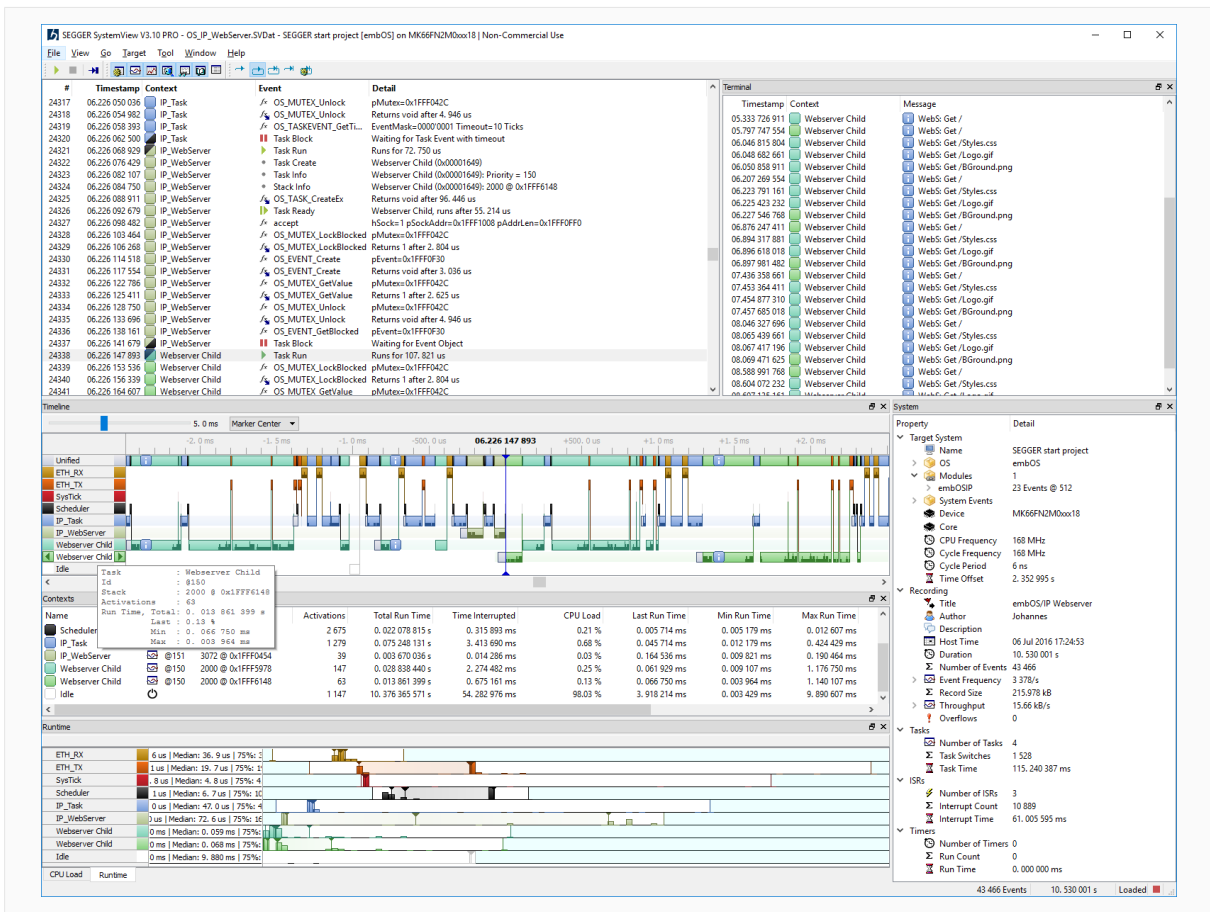 SEGGER SystemView V3.10 PRO - OS_IP_WebServer.SVDat - SEGGER start project [embOS] on MK66FN2M0xxx18 | Non-Commercial Use
File View Go Target Tool Window Help
# Timestamp Context Event Detail
24317 06.226 050 036 IP_Task OS_MUTEX_Unlock pMutex=0x1FFF042C
24318 06.226 054 982 IP_Task OS_MUTEX_Unlock Returns void after 4. 946 us
24319 06.226 058 393 IP_Task OS_TASKEVENT_GetTi... EventMask=0000'0001 Timeout=10 Ticks
24320 06.226 062 500 IP_Task Task Block Waiting for Task Event with timeout
24321 06.226 068 929 IP_WebServer Task Run Runs for 72. 750 us
24322 06.226 076 429 IP_WebServer Task Create Webserver Child (0x00001649)
24323 06.226 082 107 IP_WebServer Task Info Webserver Child (0x00001649): Priority = 150
24324 06.226 084 750 IP_WebServer Stack Info Webserver Child (0x00001649): 2000 @ 0x1FFF6148
24325 06.226 088 911 IP_WebServer OS_TASK_CreateEx Returns void after 96. 446 us
24326 06.226 092 679 IP_WebServer Task Ready Webserver Child, runs after 55. 214 us
24327 06.226 098 482 IP_WebServer accept hSock=1 pSockAddr=0x1FFF1008 pAddrLen=0x1FFF0FF0
24328 06.226 103 464 IP_WebServer OS_MUTEX_LockBlocked pMutex=0x1FFF042C
24329 06.226 106 268 IP_WebServer OS_MUTEX_LockBlocked Returns 1 after 2. 804 us
24330 06.226 114 518 IP_WebServer OS_EVENT_Create pEvent=0x1FFF0F30
24331 06.226 117 554 IP_WebServer OS_EVENT_Create Returns void after 3. 036 us
24332 06.226 122 786 IP_WebServer OS_MUTEX_GetValue pMutex=0x1FFF042C
24333 06.226 125 411 IP_WebServer OS_MUTEX_GetValue Returns 1 after 2. 625 us
24334 06.226 128 750 IP_WebServer OS_MUTEX_Unlock pMutex=0x1FFF042C
24335 06.226 133 696 IP_WebServer OS_MUTEX_Unlock Returns void after 4. 946 us
24336 06.226 138 161 IP_WebServer OS_EVENT_GetBlocked pEvent=0x1FFF0F30
24337 06.226 141 679 IP_WebServer Task Block Waiting for Event Object
24338 06.226 147 893 Webserver Child Task Run Runs for 107. 821 us
24339 06.226 153 536 Webserver Child OS_MUTEX_LockBlocked pMutex=0x1FFF042C
24340 06.226 156 339 Webserver Child OS_MUTEX_LockBlocked Returns 1 after 2. 804 us
24341 06.226 164 607 Webserver Child OS_MUTEX_GetValue pMutex=0x1FFF042C
Terminal
Timestamp Context Message
05.333 726 911 Webserver Child WebS: Get /
05.797 747 554 Webserver Child WebS: Get /
06.046 815 804 Webserver Child WebS: Get /Styles.css
06.048 682 661 Webserver Child WebS: Get /Logo.gif
06.050 858 911 Webserver Child WebS: Get /BGround.png
06.207 269 554 Webserver Child WebS: Get /
06.223 791 161 Webserver Child WebS: Get /Styles.css
06.225 423 232 Webserver Child WebS: Get /Logo.gif
06.227 546 768 Webserver Child WebS: Get /BGround.png
06.876 247 411 Webserver Child WebS: Get /
06.894 317 881 Webserver Child WebS: Get /Styles.css
06.896 618 018 Webserver Child WebS: Get /Logo.gif
06.897 981 482 Webserver Child WebS: Get /BGround.png
07.436 358 661 Webserver Child WebS: Get /
07.453 364 411 Webserver Child WebS: Get /Styles.css
07.454 877 310 Webserver Child WebS: Get /Logo.gif
07.457 685 018 Webserver Child WebS: Get /BGround.png
08.046 327 696 Webserver Child WebS: Get /
08.065 439 661 Webserver Child WebS: Get /Styles.css
08.067 417 196 Webserver Child WebS: Get /Logo.gif
08.069 471 625 Webserver Child WebS: Get /BGround.png
08.588 991 768 Webserver Child WebS: Get /
08.604 072 232 Webserver Child WebS: Get /Styles.css
Webserver Child WebS: Get /Logo.gif
Timeline
5. 0 ms Marker Center
-2. 0 ms -1. 5 ms -1. 0 ms -500. 0 us 06.226 147 893 +500. 0 us +1. 0 ms +1. 5 ms +2. 0 ms
Unified
ETH_RX
ETH_TX
SysTick
Scheduler
IP_Task
IP_WebServer
Webserver Child
Webserver Child
Idle
Task : Webserver Child
Id : @150
Stack : 2000 @ 0x1FFF6148
Activations : 63
Run Time, Total: 0. 013 861 399 s
Last : 0.13 %
Min : 0. 066 750 ms
Max : 0. 003 964 ms
Contexts
Name Activations Total Run Time Time Interrupted CPU Load Last Run Time Min Run Time Max Run Time
Scheduler 2 675 0. 022 078 815 s 0. 315 893 ms 0.21 % 0. 005 714 ms 0. 005 179 ms 0. 012 607 ms
IP_Task 1 279 0. 075 248 131 s 3. 413 690 ms 0.68 % 0. 045 714 ms 0. 012 179 ms 0. 424 429 ms
IP_WebServer @151 3072 @ 0x1FFF0454 39 0. 003 670 036 s 0. 014 286 ms 0.03 % 0. 164 536 ms 0. 009 821 ms 0. 190 464 ms
Webserver Child @150 2000 @ 0x1FFF5978 147 0. 028 838 440 s 2. 274 482 ms 0.25 % 0. 061 929 ms 0. 009 107 ms 1. 176 750 ms
Webserver Child @150 2000 @ 0x1FFF6148 63 0. 013 861 399 s 0. 675 161 ms 0.13 % 0. 066 750 ms 0. 003 964 ms 1. 140 107 ms
Idle 1 147 10. 376 365 571 s 54. 282 976 ms 98.03 % 3. 918 214 ms 0. 003 429 ms 9. 890 607 ms
Runtime
ETH_RX 6 us | Median: 36. 9 us | 75%: 3
ETH_TX 1 us | Median: 19. 7 us | 75%: 1
SysTick . 8 us | Median: 4. 8 us | 75%: 4
Scheduler 1 us | Median: 6. 7 us | 75%: 10
IP_Task 0 us | Median: 47. 0 us | 75%: 4
IP_WebServer us | Median: 72. 6 us | 75%: 16
Webserver Child 0 ms | Median: 0. 059 ms | 75%:
Webserver Child 0 ms | Median: 0. 068 ms | 75%:
Idle 0 ms | Median: 9. 880 ms | 75%:
CPU Load Runtime
System
Property Detail
Target System
Name SEGGER start project
OS embOS
Modules 1
embOSIP 23 Events @ 512
System Events
Device MK66FN2M0xxx18
Core
CPU Frequency 168 MHz
Cycle Frequency 168 MHz
Cycle Period 6 ns
Time Offset 2. 352 995 s
Recording
Title embOS/IP Webserver
Author Johannes
Description
Host Time 06 Jul 2016 17:24:53
Duration 10. 530 001 s
Number of Events 43 466
Event Frequency 3 378/s
Record Size 215.978 kB
Throughput 15.66 kB/s
Overflows 0
Tasks
Number of Tasks 4
Task Switches 1 528
Task Time 115. 240 387 ms
ISRs
Number of ISRs 3
Interrupt Count 10 889
Interrupt Time 61. 005 595 ms
Timers
Number of Timers 0
Run Count 0
Run Time 0. 000 000 ms
43 466 Events 10. 530 001 s Loaded